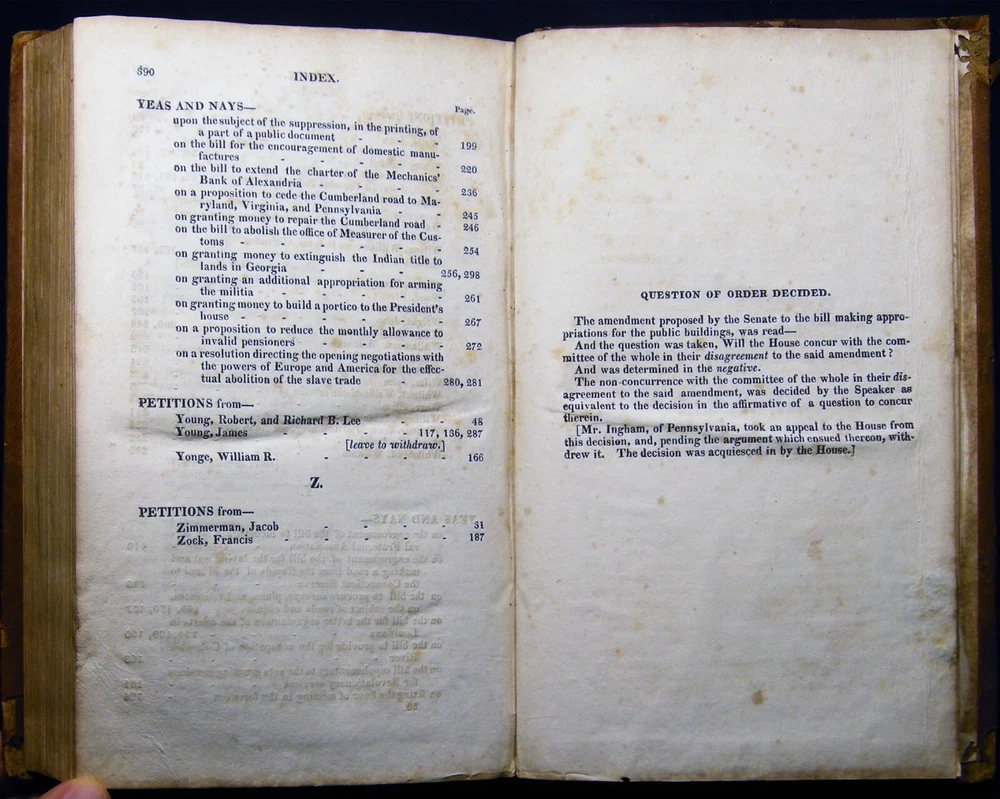 390
INDEX.
YEAS AND NAYS—
Page.
upon the subject of the suppression, in the printing, of
a part of a public document - - - 199
on the bill for the encouragement of domestic manu-
factures - - - - - 220
on the bill to extend the charter of the Mechanics'
Bank of Alexandria - - - - 236
on a proposition to cede the Cumberland road to Ma-
ryland, Virginia, and Pennsylvania - - 245
on granting money to repair the Cumberland road - 246
on the bill to abolish the office of Measurer of the Cus-
toms - - - - - - 254
on granting money to extinguish the Indian title to
lands in Georgia - - - 256, 298
on granting an additional appropriation for arming
the militia - - - - - 261
on granting money to build a portico to the President's
house - - - - - - 267
on a proposition to reduce the monthly allowance to
invalid pensioners - - - - 272
on a resolution directing the opening negotiations with
the powers of Europe and America for the effec-
tual abolition of the slave trade - 280, 281
PETITIONS from—
Young, Robert, and Richard B. Lee - - 48
Young, James - - - - 117, 136, 287
[leave to withdraw.]
Yonge, William R. - - - - 166
Z.
PETITIONS from—
Zimmerman, Jacob - - - - 31
Zock, Francis - - - - - 187
QUESTION OF ORDER DECIDED.
The amendment proposed by the Senate to the bill making appro-
priations for the public buildings, was read—
And the question was taken, Will the House concur with the com-
mittee of the whole in their disagreement to the said amendment?
And was determined in the negative.
The non-concurrence with the committee of the whole in their dis-
agreement to the said amendment, was decided by the Speaker as
equivalent to the decision in the affirmative of a question to concur
therein.
[Mr. Ingham, of Pennsylvania, took an appeal to the House from
this decision, and, pending the argument which ensued thereon, with-
drew it. The decision was acquiesced in by the House.]